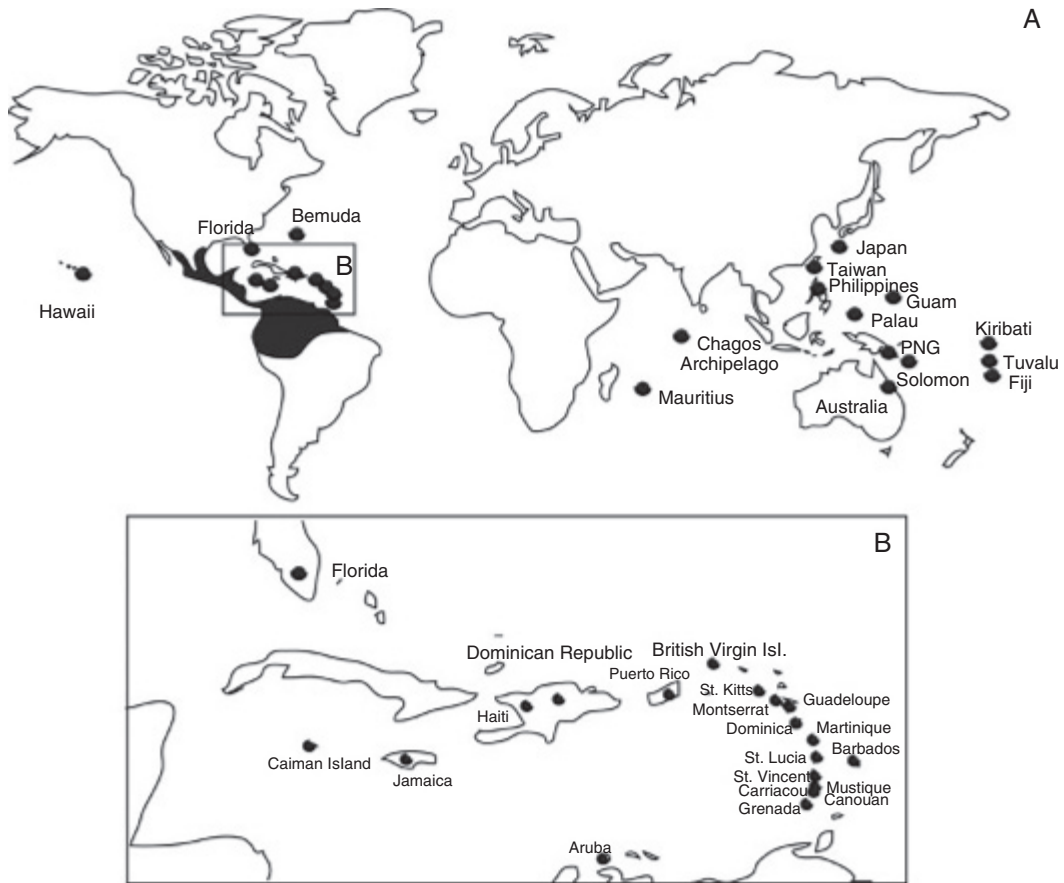 A
Bemuda
Florida
B
Hawaii
Japan
Taiwan
Philippines
Guam
Palau
Kiribati
Chagos
Archipelago
PNG
Tuvalu
Solomon
Fiji
Mauritius
Australia
B
Florida
Dominican Republic
British Virgin Isl.
Puerto Rico
St. Kitts
Guadeloupe
Montserrat
Haiti
Dominica
Martinique
Barbados
St. Lucia
Caiman Island
Jamaica
St. Vincent
Mustique
Carriacou
Canouan
Grenada
Aruba